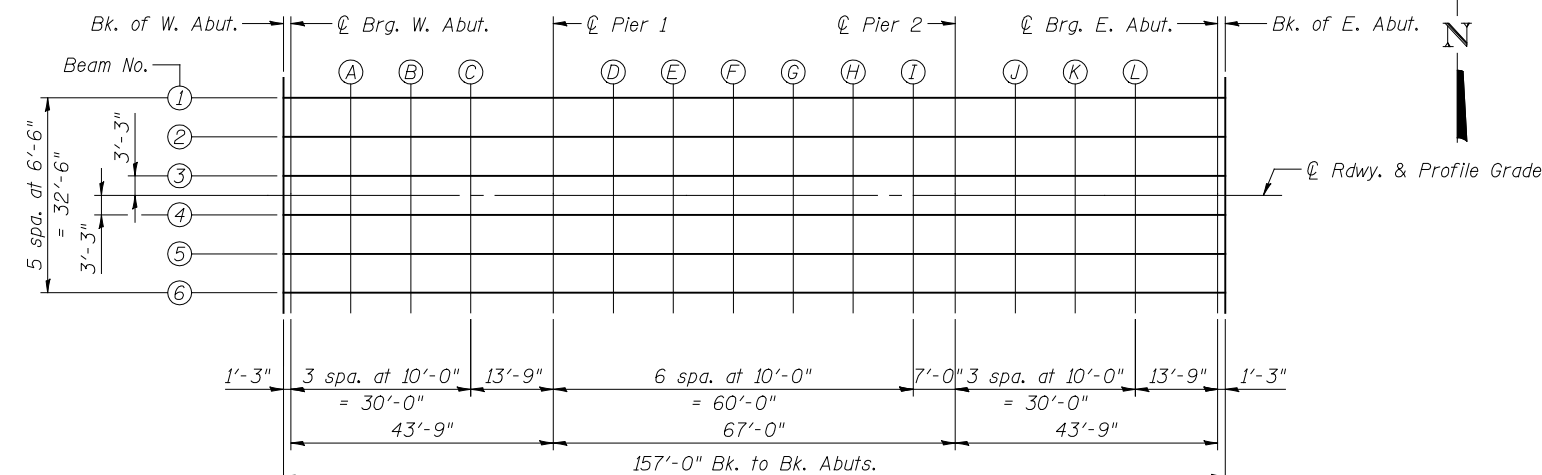 Bk. of W. Abut.
℄ Brg. W. Abut.
℄ Pier 1
℄ Pier 2
℄ Brg. E. Abut.
Bk. of E. Abut.
N
Beam No.
A B C D E F G H I J K L
1
2
3
4
5
6
5 spa. at 6'-6"
= 32'-6"
3'-3"
3'-3"
℄ Rdwy. & Profile Grade
1'-3"
3 spa. at 10'-0"
= 30'-0"
13'-9"
6 spa. at 10'-0"
= 60'-0"
7'-0"
3 spa. at 10'-0"
= 30'-0"
13'-9"
1'-3"
43'-9"
67'-0"
43'-9"
157'-0" Bk. to Bk. Abuts.